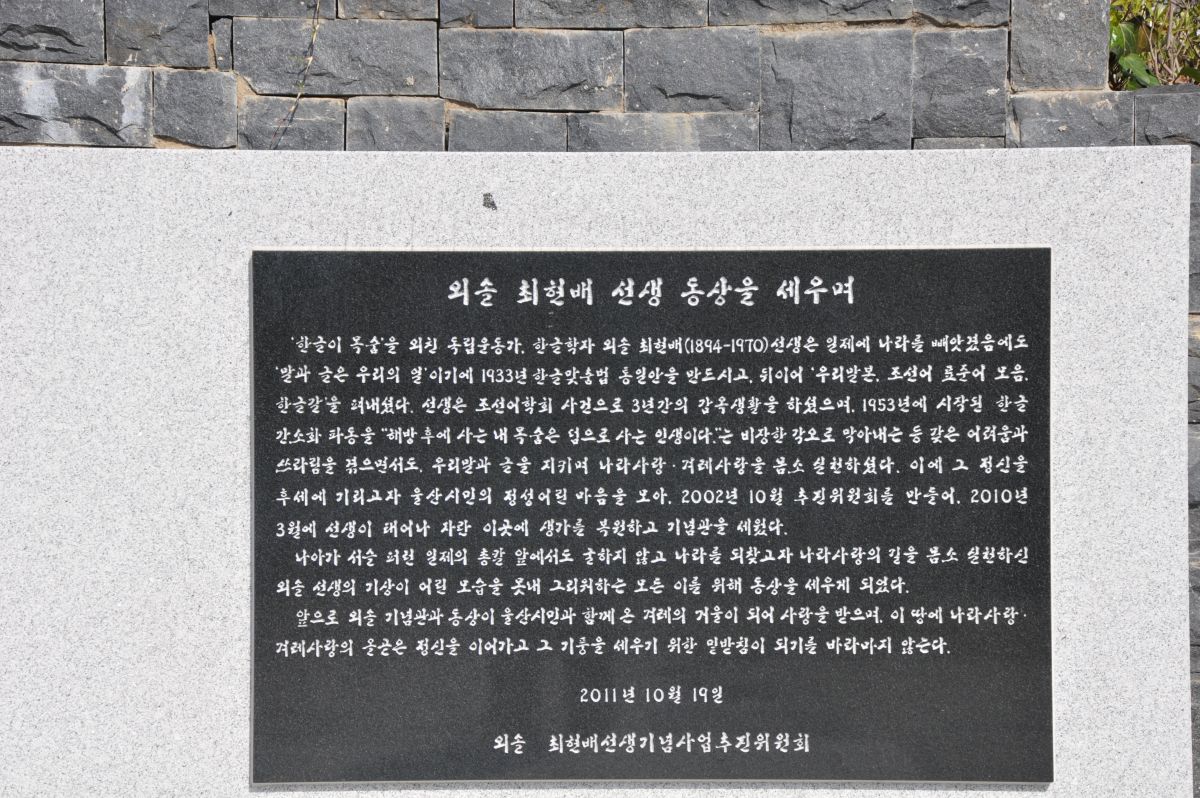 외솔 최현배 선생 동상을 세우며
‘한글이 목숨’을 외친 독립운동가, 한글학자 외솔 최현배(1894-1970)선생은 일제에 나라를 빼앗겼음에도
‘말과 글은 우리의 얼’이기에 1933년 한글맞춤법 통일안을 만드시고, 뒤이어 ‘우리말본, 조선어 표준어 모음,
한글갈’을 펴내셨다. 선생은 조선어학회 사건으로 3년간의 감옥생활을 하셨으며, 1953년에 시작된 한글
간소화 파동을 “해방 후에 사는 내 목숨은 덤으로 사는 인생이다.”는 비장한 각오로 막아내는 등 갖은 어려움과
쓰라림을 겪으면서도, 우리말과 글을 지키며 나라사랑·겨레사랑을 몸소 실천하셨다. 이에 그 정신을
후세에 기리고자 울산시민의 정성어린 마음을 모아, 2002년 10월 추진위원회를 만들어, 2010년
3월에 선생이 태어나 자란 이곳에 생가를 복원하고 기념관을 세웠다.
나아가 서슬 퍼런 일제의 총칼 앞에서도 굴하지 않고 나라를 되찾고자 나라사랑의 길을 몸소 실천하신
외솔 선생의 기상이 어린 모습을 못내 그리워하는 모든 이를 위해 동상을 세우게 되었다.
앞으로 외솔 기념관과 동상이 울산시민과 함께 온 겨레의 거울이 되어 사랑을 받으며, 이 땅에 나라사랑·
겨레사랑의 올곧은 정신을 이어가고 그 기풍을 세우기 위한 밑받침이 되기를 바라마지 않는다.
2011년 10월 19일
외솔 최현배선생기념사업추진위원회